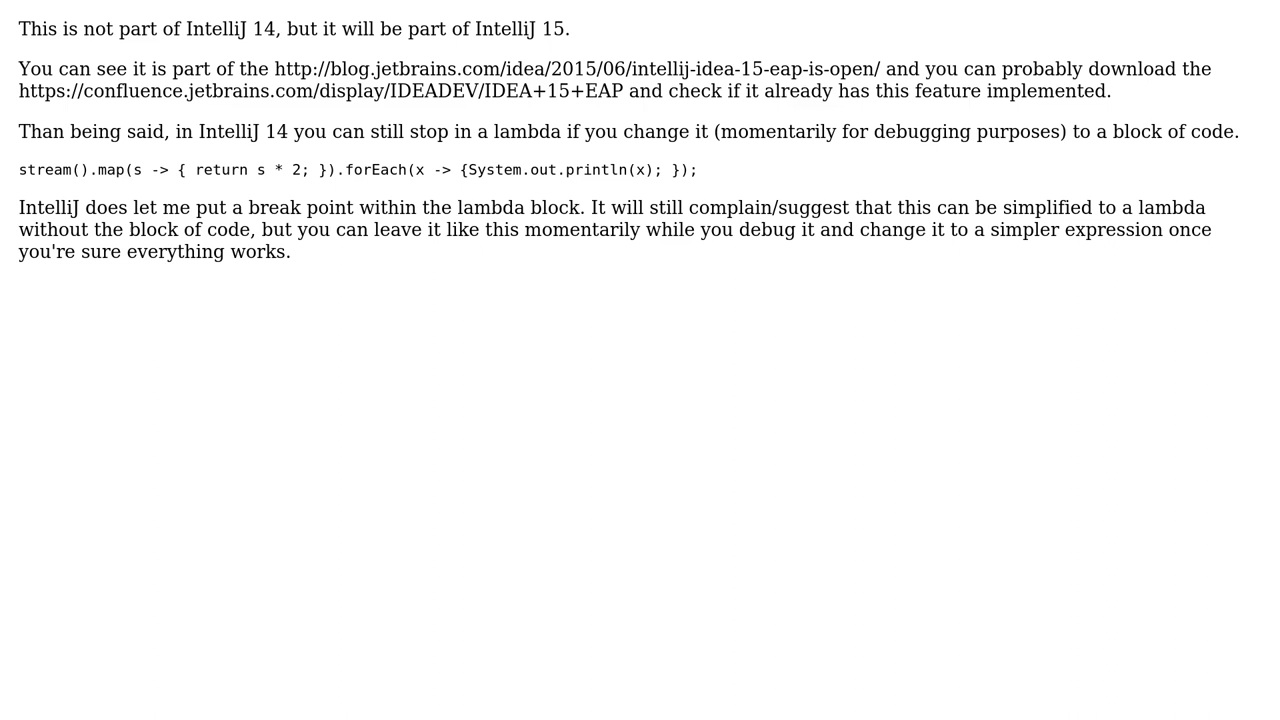 This is not part of IntelliJ 14, but it will be part of IntelliJ 15.
You can see it is part of the http://blog.jetbrains.com/idea/2015/06/intellij-idea-15-eap-is-open/ and you can probably download the
https://confluence.jetbrains.com/display/IDEADEV/IDEA+15+EAP and check if it already has this feature implemented.
Than being said, in IntelliJ 14 you can still stop in a lambda if you change it (momentarily for debugging purposes) to a block of code.
stream().map(s -> { return s * 2; }).forEach(x -> {System.out.println(x); });
IntelliJ does let me put a break point within the lambda block. It will still complain/suggest that this can be simplified to a lambda
without the block of code, but you can leave it like this momentarily while you debug it and change it to a simpler expression once
you're sure everything works.